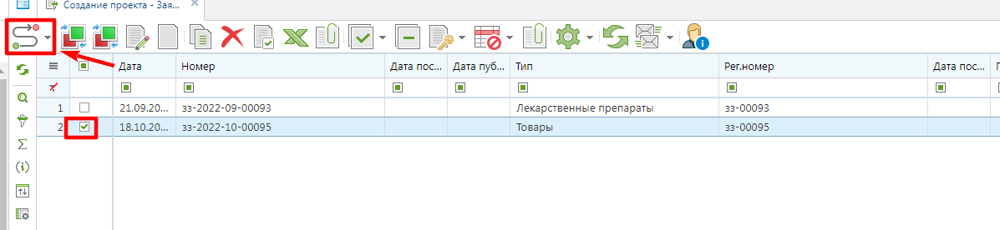 Создание проекта - Зая...
Дата Номер Дата пос... Дата пуб... Тип Рег.номер Дата пос...
1 21.09.20... зз-2022-09-00093 Лекарственные препараты зз-00093
2 18.10.20... зз-2022-10-00095 Товары зз-00095